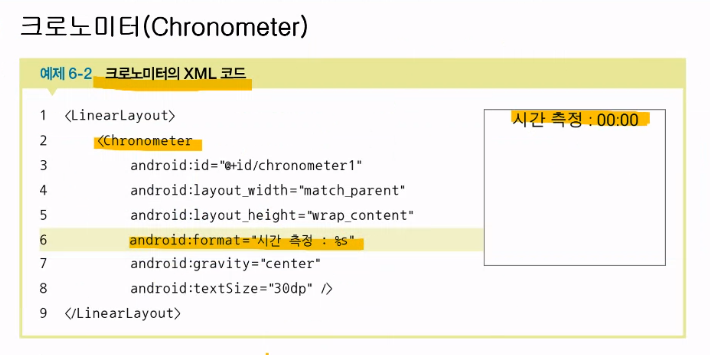 크로노미터(Chronometer)
예제 6-2 크로노미터의 XML 코드
1 <LinearLayout>
2 <Chronometer
3 android:id="@+id/chronometer1"
4 android:layout_width="match_parent"
5 android:layout_height="wrap_content"
6 android:format="시간 측정 : %s"
7 android:gravity="center"
8 android:textSize="30dp" />
9 </LinearLayout>
시간 측정 : 00:00